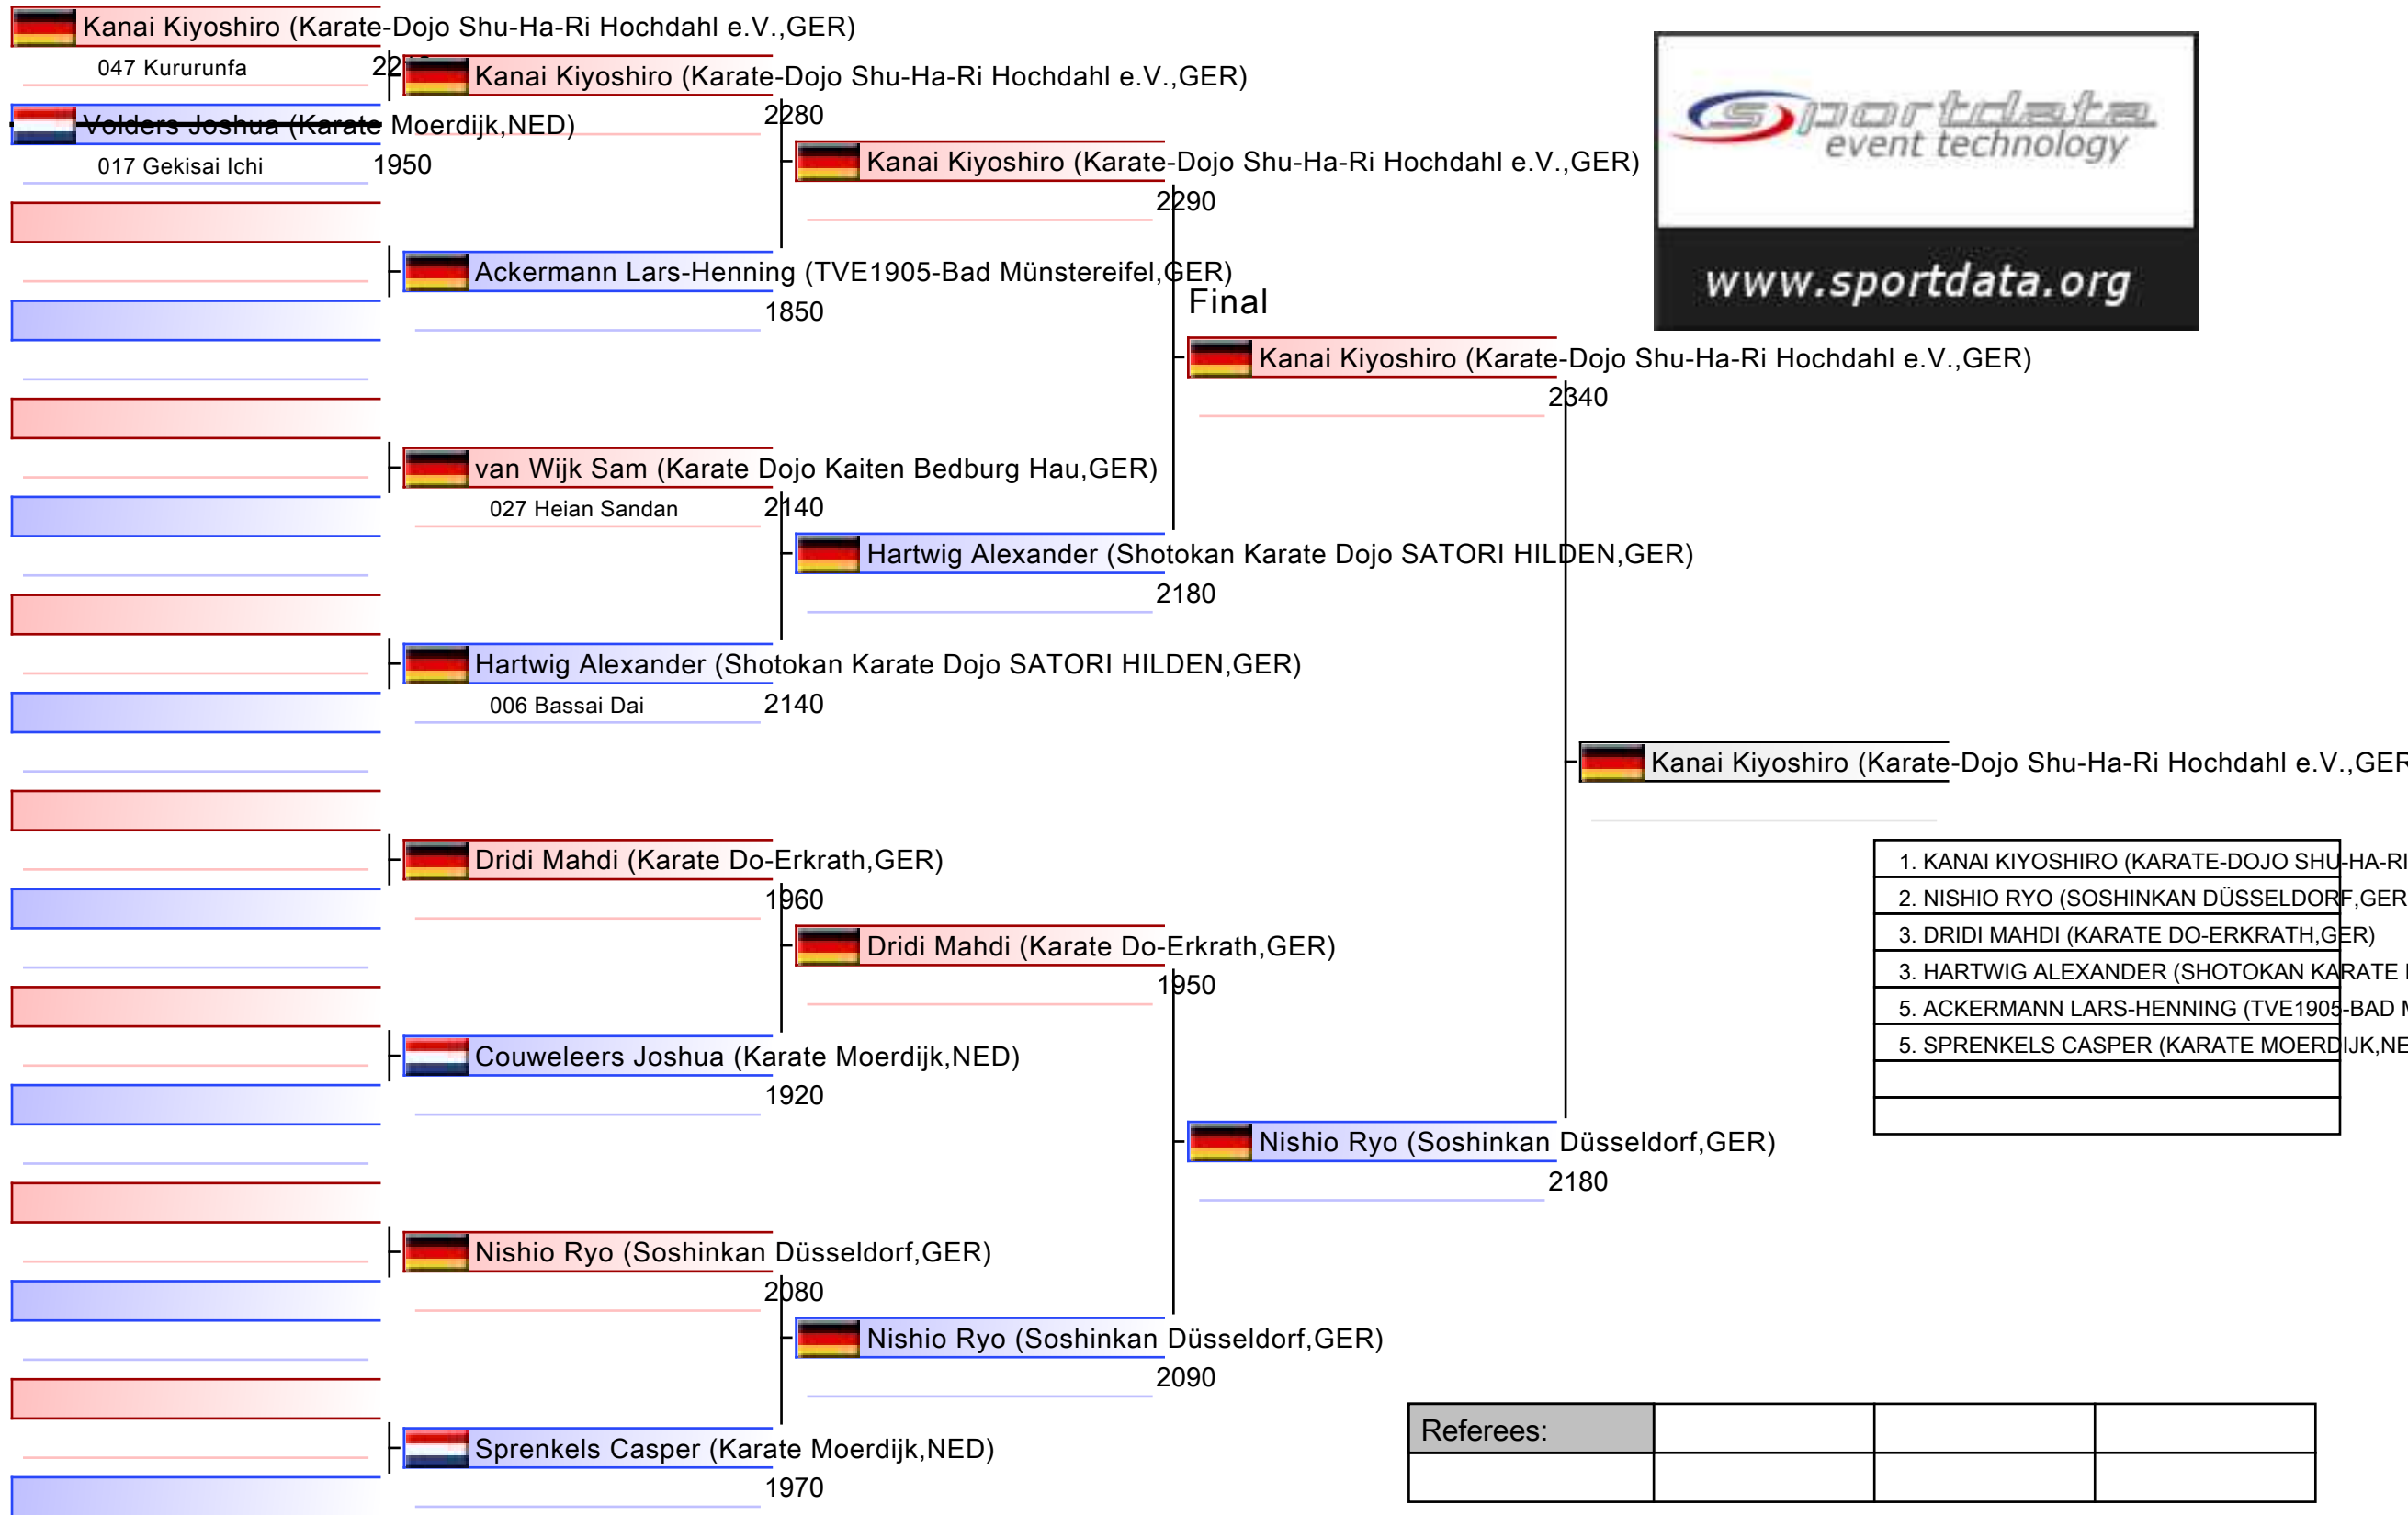 Kanai Kiyoshiro (Karate-Dojo Shu-Ha-Ri Hochdahl e.V.,GER)
047 Kururunfa
Volders Joshua (Karate Moerdijk,NED)
017 Gekisai Ichi 1950
Kanai Kiyoshiro (Karate-Dojo Shu-Ha-Ri Hochdahl e.V.,GER)
2280
Ackermann Lars-Henning (TVE1905-Bad Münstereifel,GER)
1850
van Wijk Sam (Karate Dojo Kaiten Bedburg Hau,GER)
027 Heian Sandan 2140
Hartwig Alexander (Shotokan Karate Dojo SATORI HILDEN,GER)
006 Bassai Dai 2140
Dridi Mahdi (Karate Do-Erkrath,GER)
1960
Couweleers Joshua (Karate Moerdijk,NED)
1920
Nishio Ryo (Soshinkan Düsseldorf,GER)
2080
Sprenkels Casper (Karate Moerdijk,NED)
1970
Kanai Kiyoshiro (Karate-Dojo Shu-Ha-Ri Hochdahl e.V.,GER)
2290
Hartwig Alexander (Shotokan Karate Dojo SATORI HILDEN,GER)
2180
Dridi Mahdi (Karate Do-Erkrath,GER)
1950
Nishio Ryo (Soshinkan Düsseldorf,GER)
2090
Final
Kanai Kiyoshiro (Karate-Dojo Shu-Ha-Ri Hochdahl e.V.,GER)
2340
Nishio Ryo (Soshinkan Düsseldorf,GER)
2180
Kanai Kiyoshiro (Karate-Dojo Shu-Ha-Ri Hochdahl e.V.,GER
sportdata
event technology
www.sportdata.org
1. KANAI KIYOSHIRO (KARATE-DOJO SHU-HA-RI
2. NISHIO RYO (SOSHINKAN DÜSSELDORF,GER
3. DRIDI MAHDI (KARATE DO-ERKRATH,GER)
3. HARTWIG ALEXANDER (SHOTOKAN KARATE
5. ACKERMANN LARS-HENNING (TVE1905-BAD
5. SPRENKELS CASPER (KARATE MOERDIJK,NE
Referees: